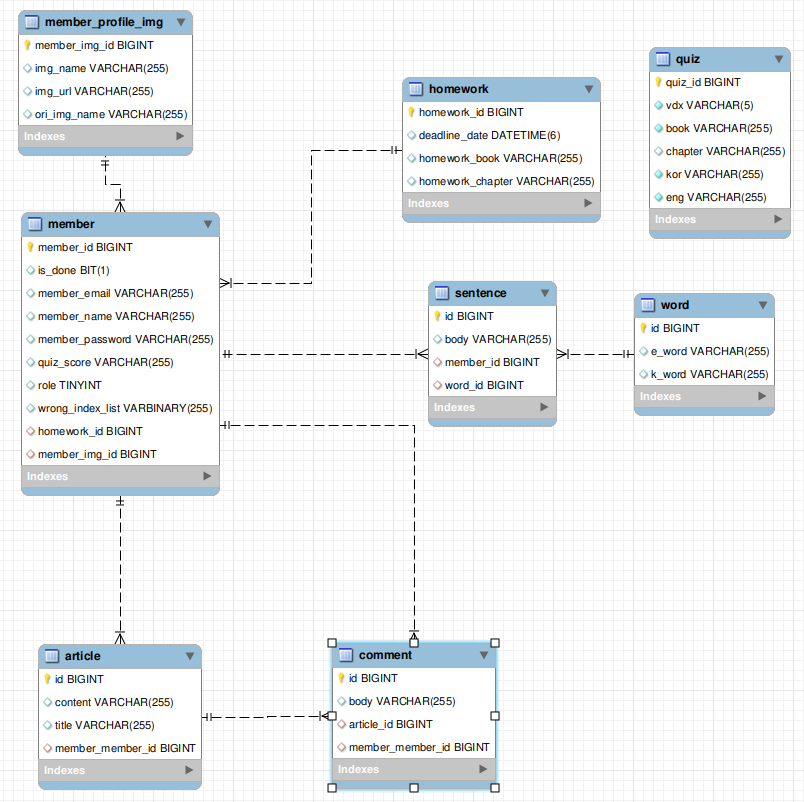 member_profile_img
member_img_id BIGINT
img_name VARCHAR(255)
img_url VARCHAR(255)
ori_img_name VARCHAR(255)
Indexes
homework
homework_id BIGINT
deadline_date DATETIME(6)
homework_book VARCHAR(255)
homework_chapter VARCHAR(255)
Indexes
quiz
quiz_id BIGINT
vdx VARCHAR(5)
book VARCHAR(255)
chapter VARCHAR(255)
kor VARCHAR(255)
eng VARCHAR(255)
Indexes
member
member_id BIGINT
is_done BIT(1)
member_email VARCHAR(255)
member_name VARCHAR(255)
member_password VARCHAR(255)
quiz_score VARCHAR(255)
role TINYINT
wrong_index_list VARBINARY(255)
homework_id BIGINT
member_img_id BIGINT
Indexes
sentence
id BIGINT
body VARCHAR(255)
member_id BIGINT
word_id BIGINT
Indexes
word
id BIGINT
e_word VARCHAR(255)
k_word VARCHAR(255)
Indexes
article
id BIGINT
content VARCHAR(255)
title VARCHAR(255)
member_member_id BIGINT
Indexes
comment
id BIGINT
body VARCHAR(255)
article_id BIGINT
member_member_id BIGINT
Indexes